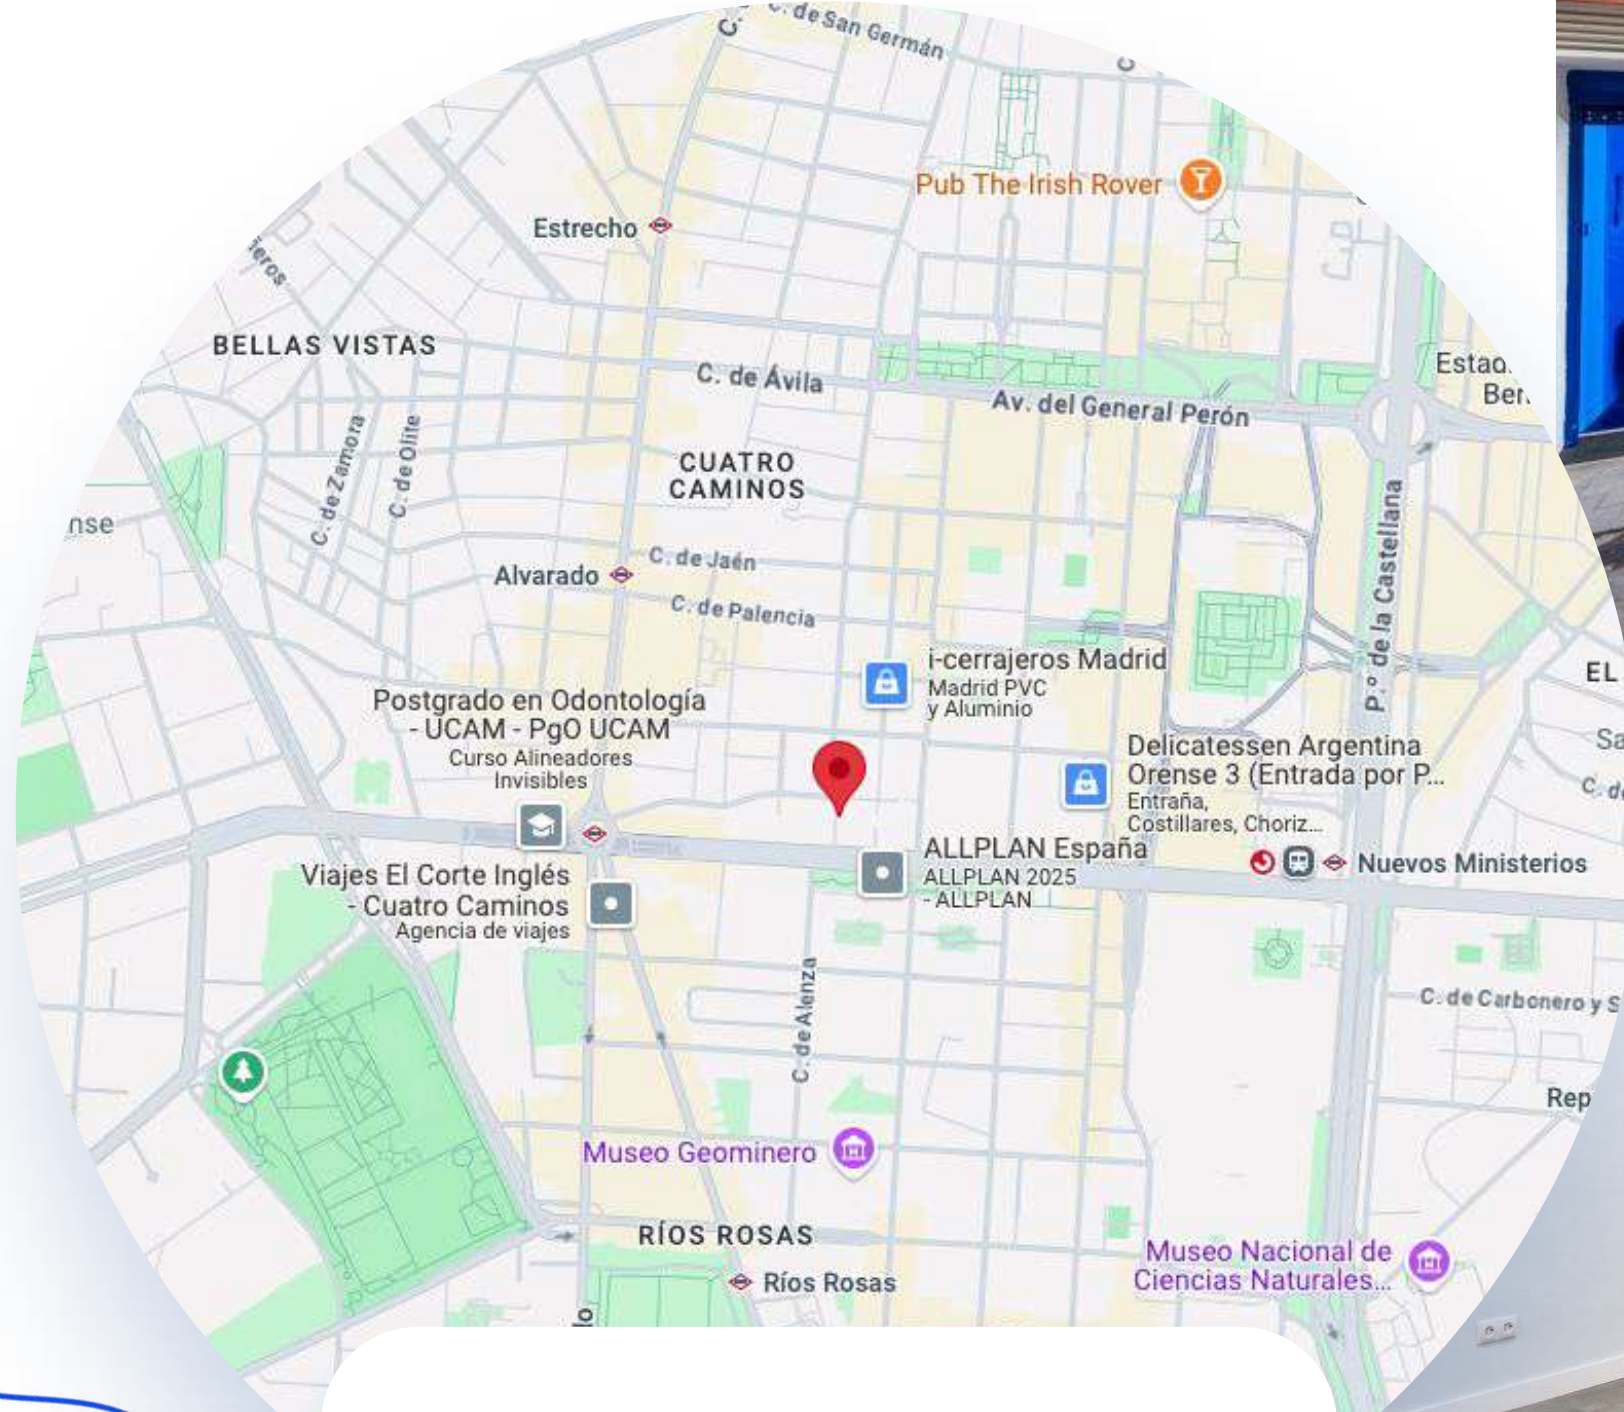 C. de San Germán
Pub The Irish Rover
Estrecho
BELLAS VISTAS
C. de Ávila
Av. del General Perón
C. de Zamora
C. de Olite
CUATRO
CAMINOS
P.º de la Castellana
C. de Jaén
Alvarado
C. de Palencia
i-cerrajeros Madrid
Madrid PVC
y Aluminio
EL
Postgrado en Odontología
- UCAM - PgO UCAM
Curso Alineadores
Invisibles
Delicatessen Argentina
Orense 3 (Entrada por P...
Entraña,
Costillares, Choriz...
ALLPLAN España
ALLPLAN 2025
- ALLPLAN
Nuevos Ministerios
Viajes El Corte Inglés
- Cuatro Caminos
Agencia de viajes
C. de Alenza
C. de Carbonero y S
Rep
Museo Geominero
RÍOS ROSAS
Ríos Rosas
Museo Nacional de
Ciencias Naturales...